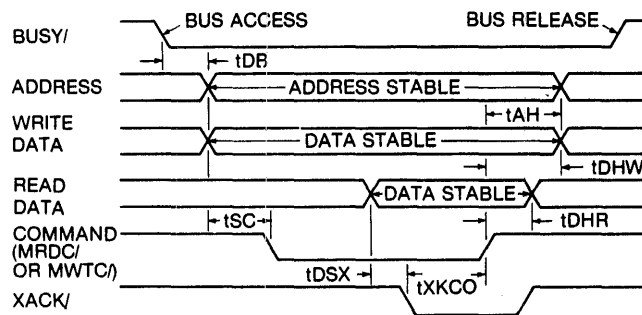 BUS ACCESS
BUS RELEASE
BUSY/
tDB
ADDRESS
ADDRESS STABLE
tAH
WRITE
DATA
DATA STABLE
tDHW
READ
DATA
DATA STABLE
tSC
tDHR
COMMAND
(MRDC/
OR MWTC/)
tDSX
tXKCO
XACK/